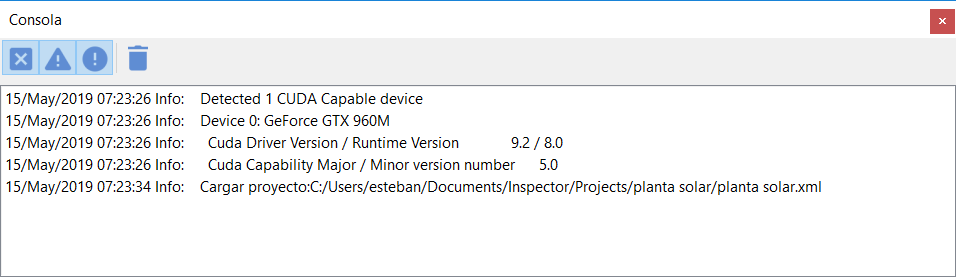 Consola
15/May/2019 07:23:26 Info: Detected 1 CUDA Capable device
15/May/2019 07:23:26 Info: Device 0: GeForce GTX 960M
15/May/2019 07:23:26 Info: Cuda Driver Version / Runtime Version 9.2 / 8.0
15/May/2019 07:23:26 Info: Cuda Capability Major / Minor version number 5.0
15/May/2019 07:23:34 Info: Cargar proyecto:C:/Users/esteban/Documents/Inspector/Projects/planta solar/planta solar.xml